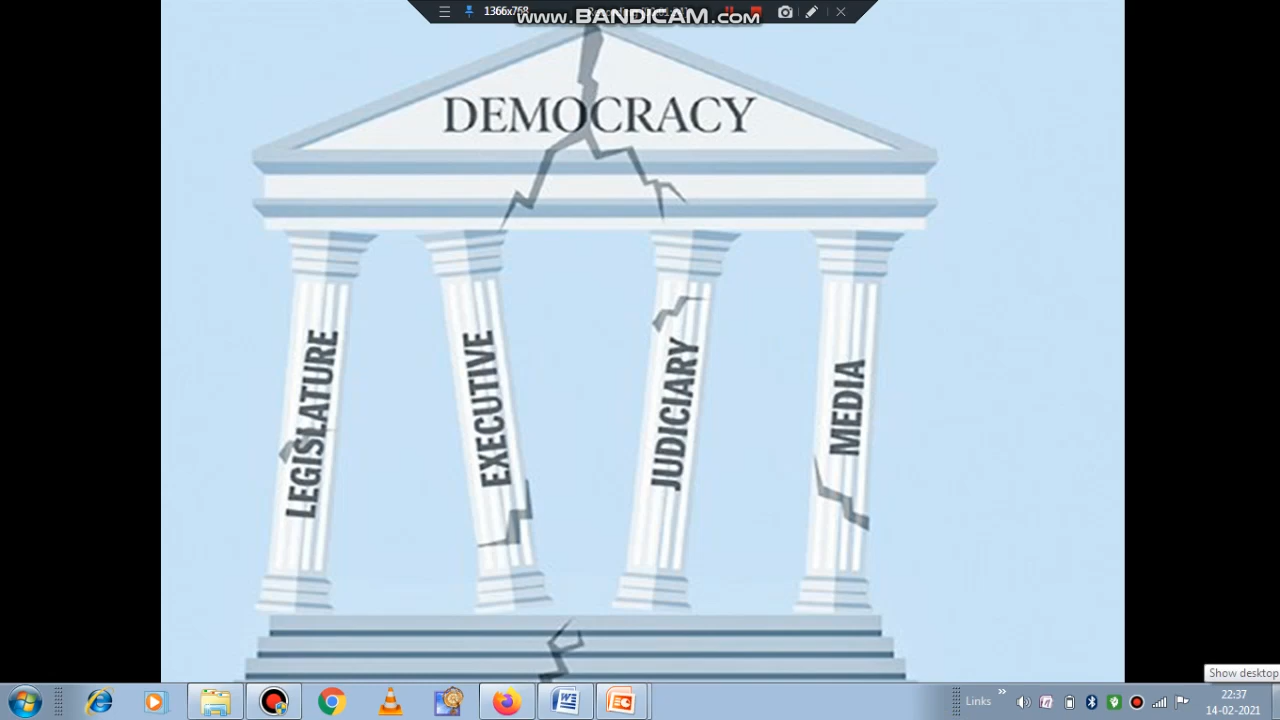 1366x768
www.BANDICAM.com
DEMOCRACY
LEGISLATURE
EXECUTIVE
JUDICIARY
MEDIA
Show desktop
Links
22:37
14-02-2021